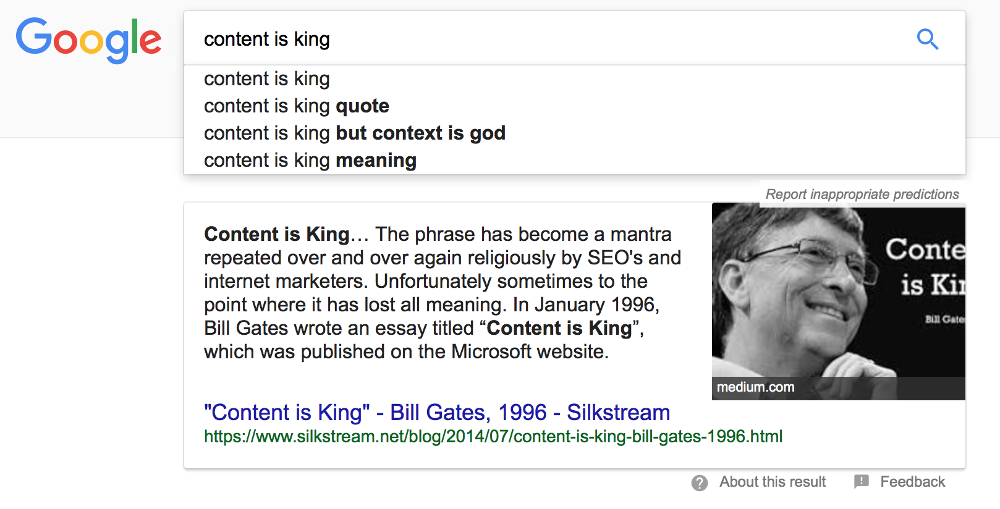 Google
content is king
content is king
content is king quote
content is king but context is god
content is king meaning
Report inappropriate predictions
Content is King… The phrase has become a mantra
repeated over and over again religiously by SEO's and
internet marketers. Unfortunately sometimes to the
point where it has lost all meaning. In January 1996,
Bill Gates wrote an essay titled “Content is King”,
which was published on the Microsoft website.
Conte
is Kin
Bill Gates
medium.com
"Content is King" - Bill Gates, 1996 - Silkstream
https://www.silkstream.net/blog/2014/07/content-is-king-bill-gates-1996.html
About this result
Feedback